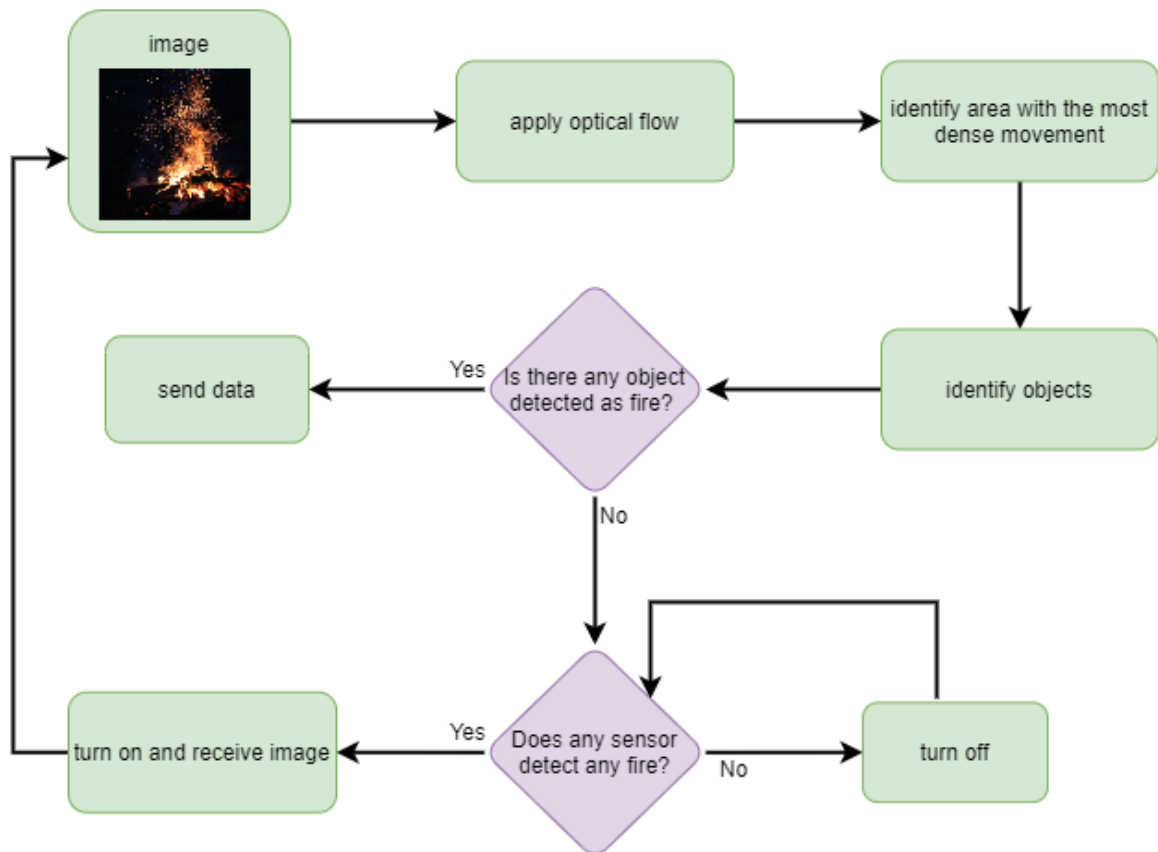 image
apply optical flow
identify area with the most
dense movement
identify objects
Is there any object
detected as fire?
Yes
send data
No
Does any sensor
detect any fire?
Yes
turn on and receive image
No
turn off